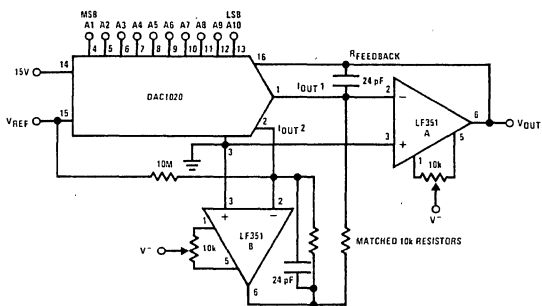 MSB LSB
A1 A2 A3 A4 A5 A6 A7 A8 A9 A10
4 5 6 7 8 9 10 11 12 13
16
RFEEDBACK
15V 14
24 pF
DAC1020
1 IOUT 1 2 −
LF351
A
6 VOUT
VREF 15
2 IOUT 2
3
3 +
1 5
10k
10M
V−
3 2
+ −
1
LF351
B
V− 10k
5
24 pF
6
MATCHED 10k RESISTORS